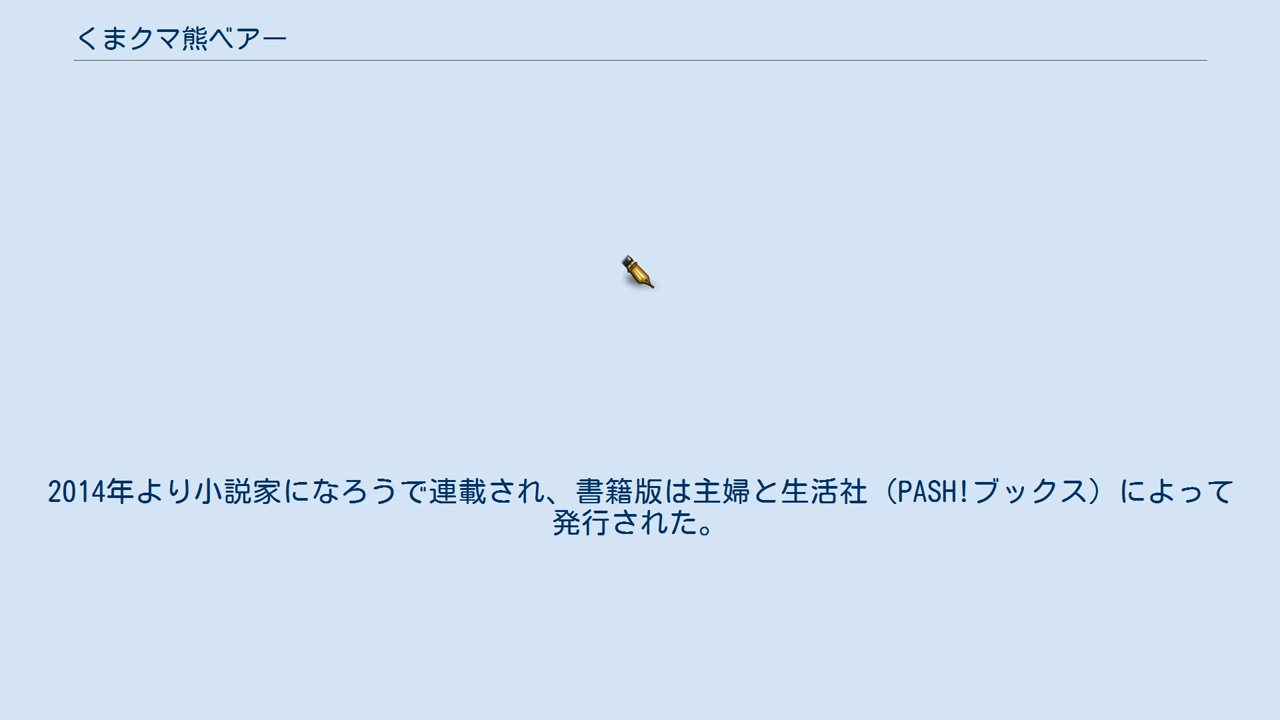 くまクマ熊ベアー
2014年より小説家になろうで連載され、書籍版は主婦と生活社（PASH!ブックス）によって
発行された。